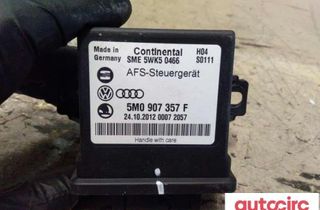 Made in Germany
Continental
SME 5WK5 0466
H04
S0111
AFS-Steuergerät
5M0 907 357 F
24.10.2012 0007 2057
Handle with care
autocirc